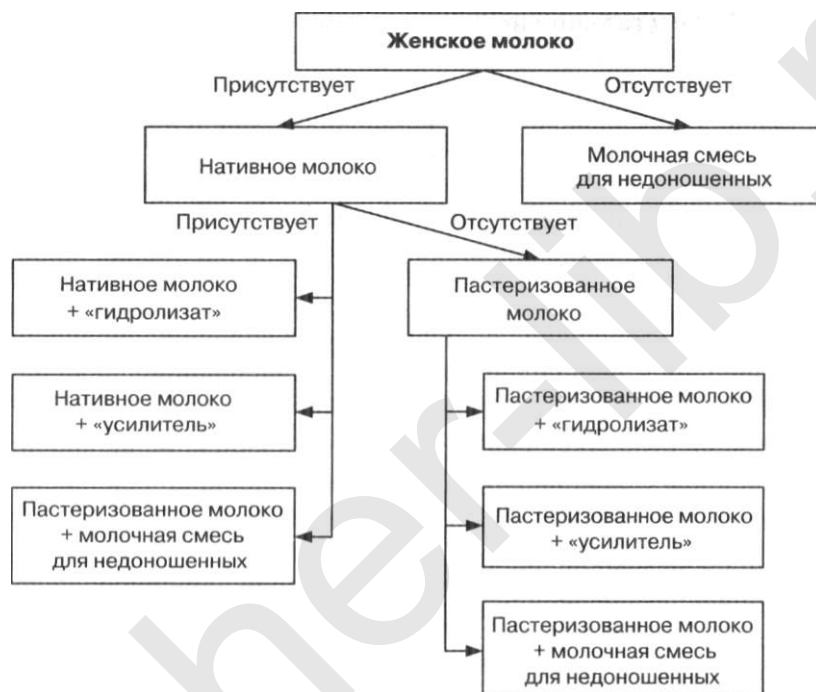 Женское молоко
Присутствует
Отсутствует
Нативное молоко
Молочная смесь
для недоношенных
Присутствует
Отсутствует
Нативное молоко
+ «гидролизат»
Пастеризованное
молоко
Нативное молоко
+ «усилитель»
Пастеризованное молоко
+ «гидролизат»
Пастеризованное молоко
+ молочная смесь
для недоношенных
Пастеризованное молоко
+ «усилитель»
Пастеризованное молоко
+ молочная смесь
для недоношенных
her-lib